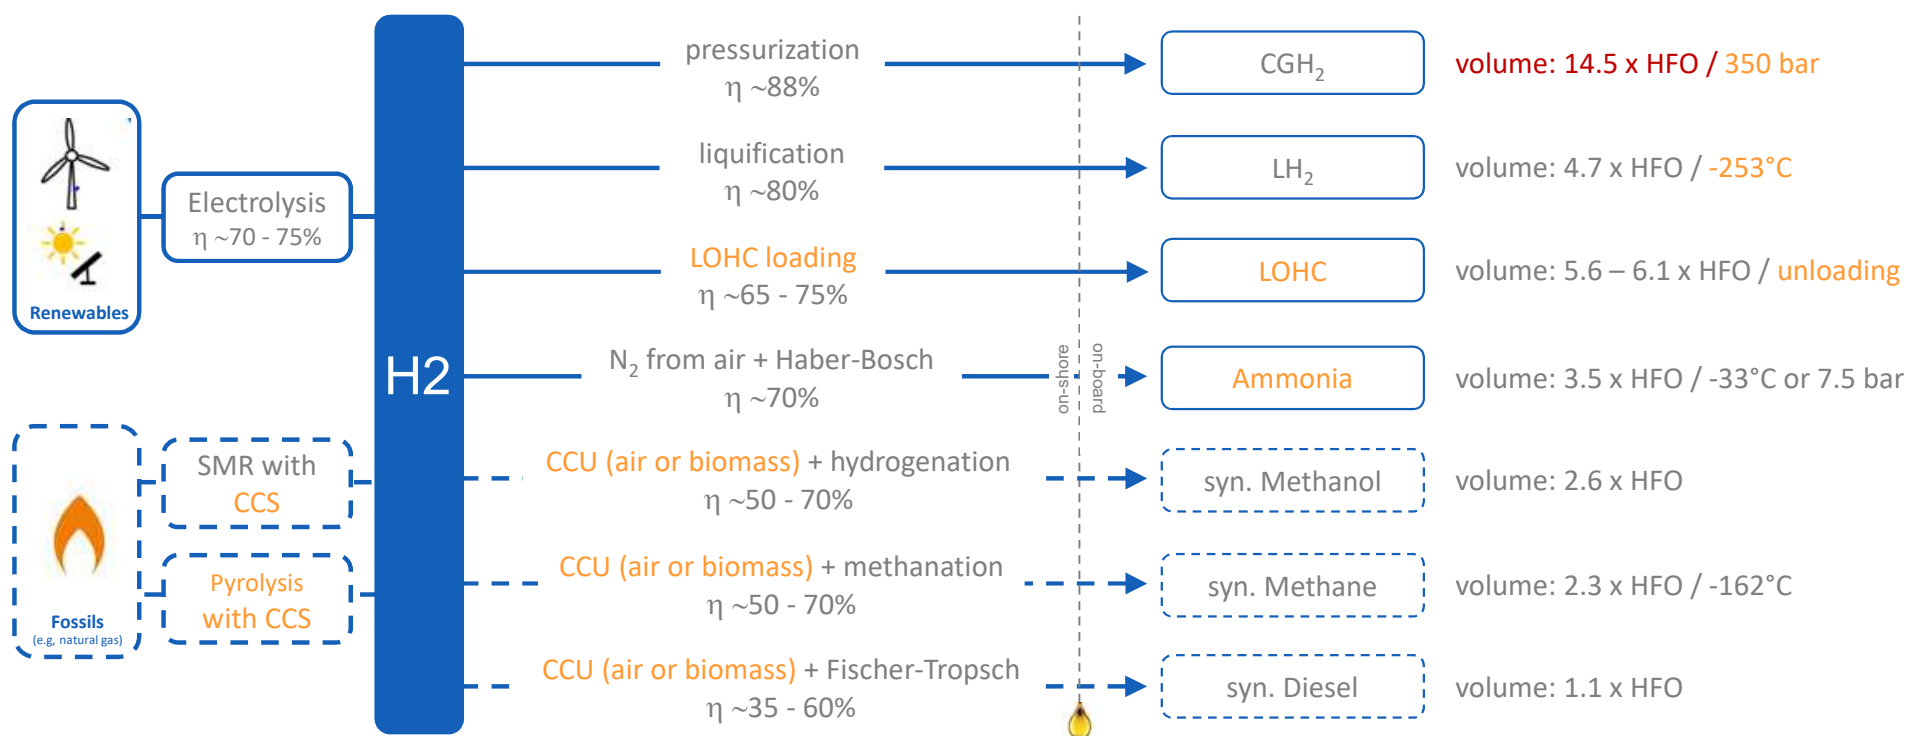 Renewables
Electrolysis
η ~70 - 75%
Fossils
(e.g, natural gas)
SMR with
CCS
Pyrolysis
with CCS
H2
pressurization
η ~88%
CGH₂
volume: 14.5 x HFO / 350 bar
liquification
η ~80%
LH₂
volume: 4.7 x HFO / -253°C
LOHC loading
η ~65 - 75%
LOHC
volume: 5.6 – 6.1 x HFO / unloading
N₂ from air + Haber-Bosch
η ~70%
on-shore
on-board
Ammonia
volume: 3.5 x HFO / -33°C or 7.5 bar
CCU (air or biomass) + hydrogenation
η ~50 - 70%
syn. Methanol
volume: 2.6 x HFO
CCU (air or biomass) + methanation
η ~50 - 70%
syn. Methane
volume: 2.3 x HFO / -162°C
CCU (air or biomass) + Fischer-Tropsch
η ~35 - 60%
syn. Diesel
volume: 1.1 x HFO